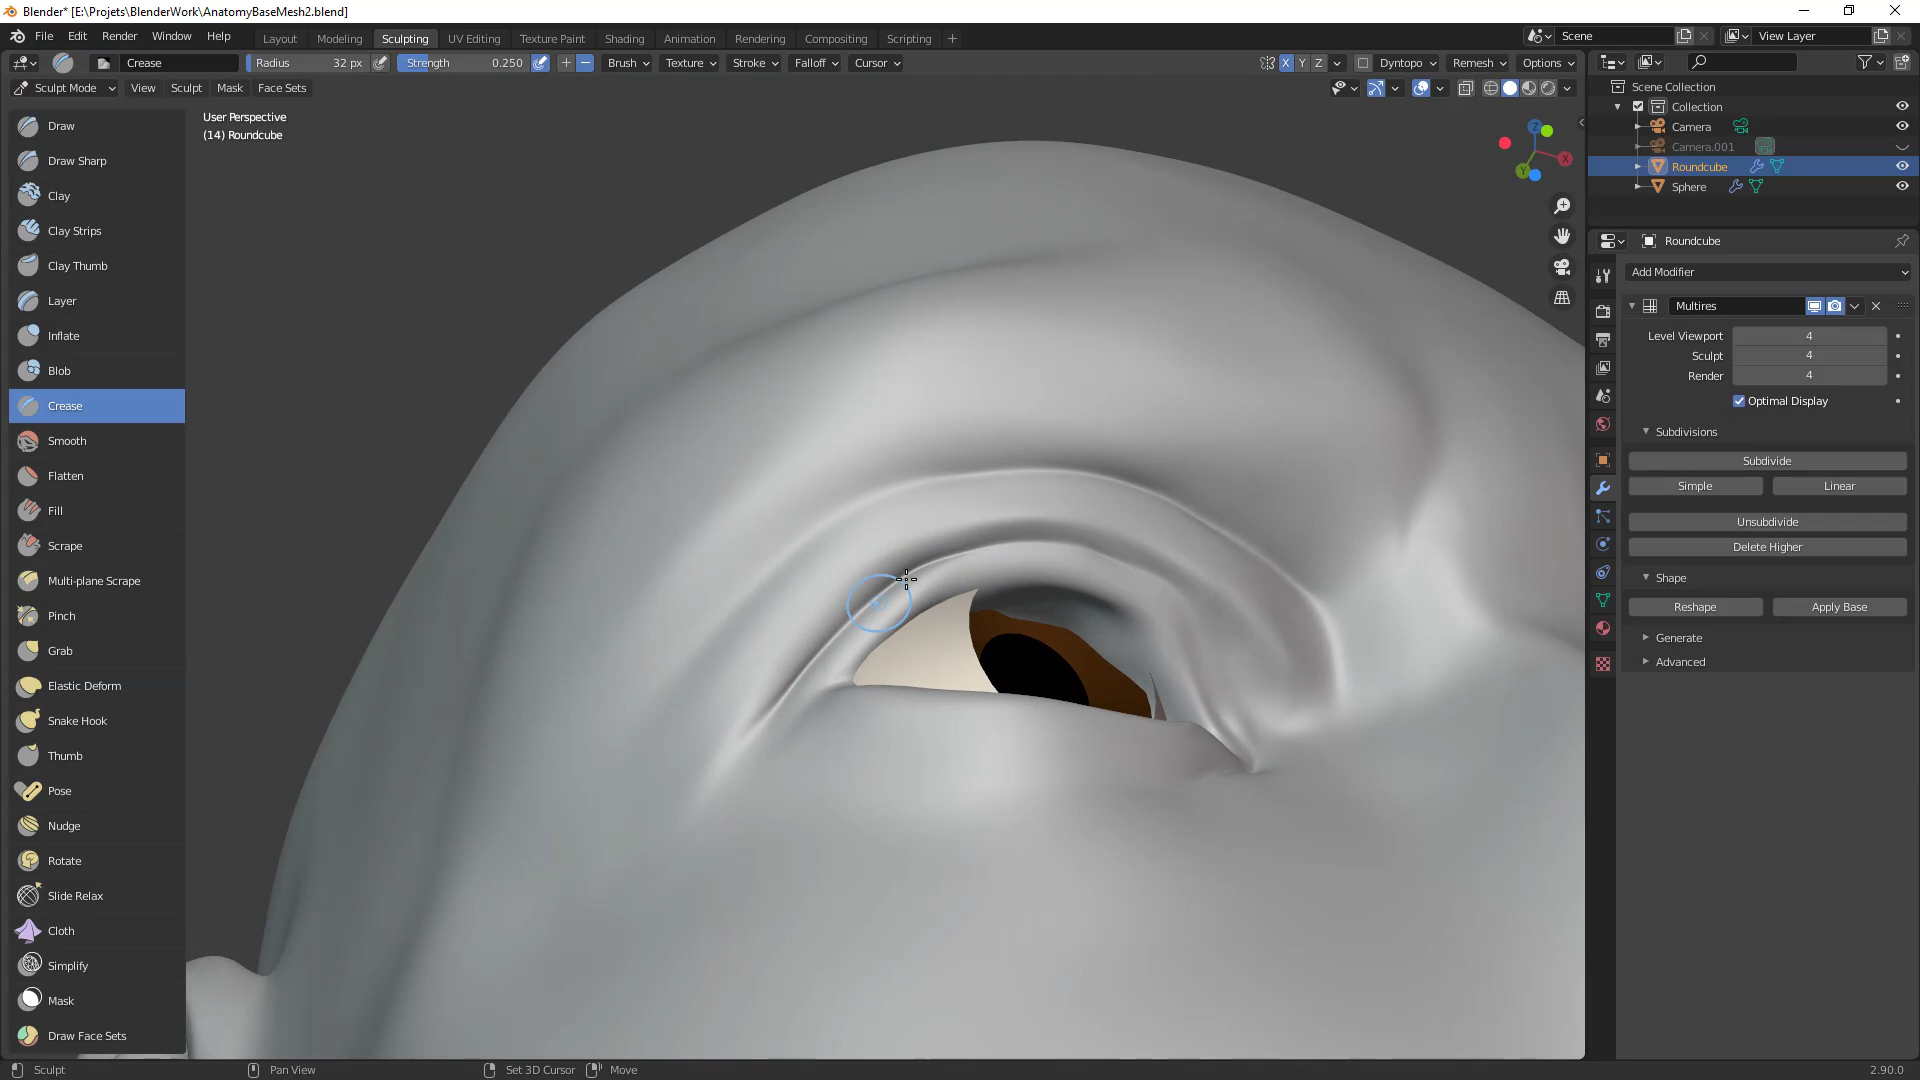 Blender* [E:\Projets\BlenderWork\AnatomyBaseMesh2.blend]
File Edit Render Window Help Layout Modeling Sculpting UV Editing Texture Paint Shading Animation Rendering Compositing Scripting + Scene View Layer
Crease Radius 32 px Strength 0.250 Brush Texture Stroke Falloff Cursor X Y Z Dyntopo Remesh Options
Sculpt Mode View Sculpt Mask Face Sets
User Perspective
(14) Roundcube
Draw
Draw Sharp
Clay
Clay Strips
Clay Thumb
Layer
Inflate
Blob
Crease
Smooth
Flatten
Fill
Scrape
Multi-plane Scrape
Pinch
Grab
Elastic Deform
Snake Hook
Thumb
Pose
Nudge
Rotate
Slide Relax
Cloth
Simplify
Mask
Draw Face Sets
Z
X
Y
Scene Collection
Collection
Camera
Camera.001
Roundcube
Sphere
Roundcube
Add Modifier
Multires
Level Viewport 4
Sculpt 4
Render 4
Optimal Display
Subdivisions
Subdivide
Simple Linear
Unsubdivide
Delete Higher
Shape
Reshape Apply Base
Generate
Advanced
Sculpt Pan View Set 3D Cursor Move 2.90.0